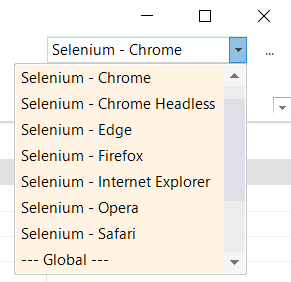 Selenium - Chrome
...
Selenium - Chrome
Selenium - Chrome Headless
Selenium - Edge
Selenium - Firefox
Selenium - Internet Explorer
Selenium - Opera
Selenium - Safari
--- Global ---